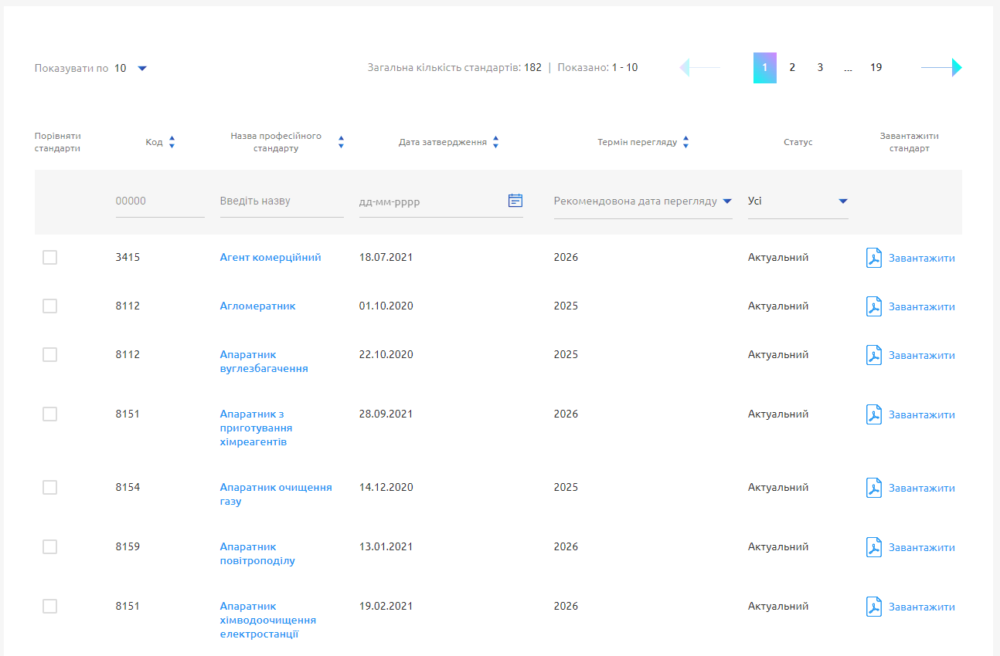 Показувати по 10
Загальна кількість стандартів: 182 | Показано: 1 - 10
1 2 3 ... 19
Порівняти стандарти
Код
Назва професійного стандарту
Дата затвердження
Термін перегляду
Статус
Завантажити стандарт
00000 Введіть назву дд-мм-рррр Рекомендовона дата перегляду Усі
3415 Агент комерційний 18.07.2021 2026 Актуальний Завантажити
8112 Агломератник 01.10.2020 2025 Актуальний Завантажити
8112 Апаратник 22.10.2020 2025 Актуальний Завантажити
вуглезбагачення
8151 Апаратник з 28.09.2021 2026 Актуальний Завантажити
приготування
хімреагентів
8154 Апаратник очищення 14.12.2020 2025 Актуальний Завантажити
газу
8159 Апаратник 13.01.2021 2026 Актуальний Завантажити
повітроподілу
8151 Апаратник 19.02.2021 2026 Актуальний Завантажити
хімводоочищення
електростанції